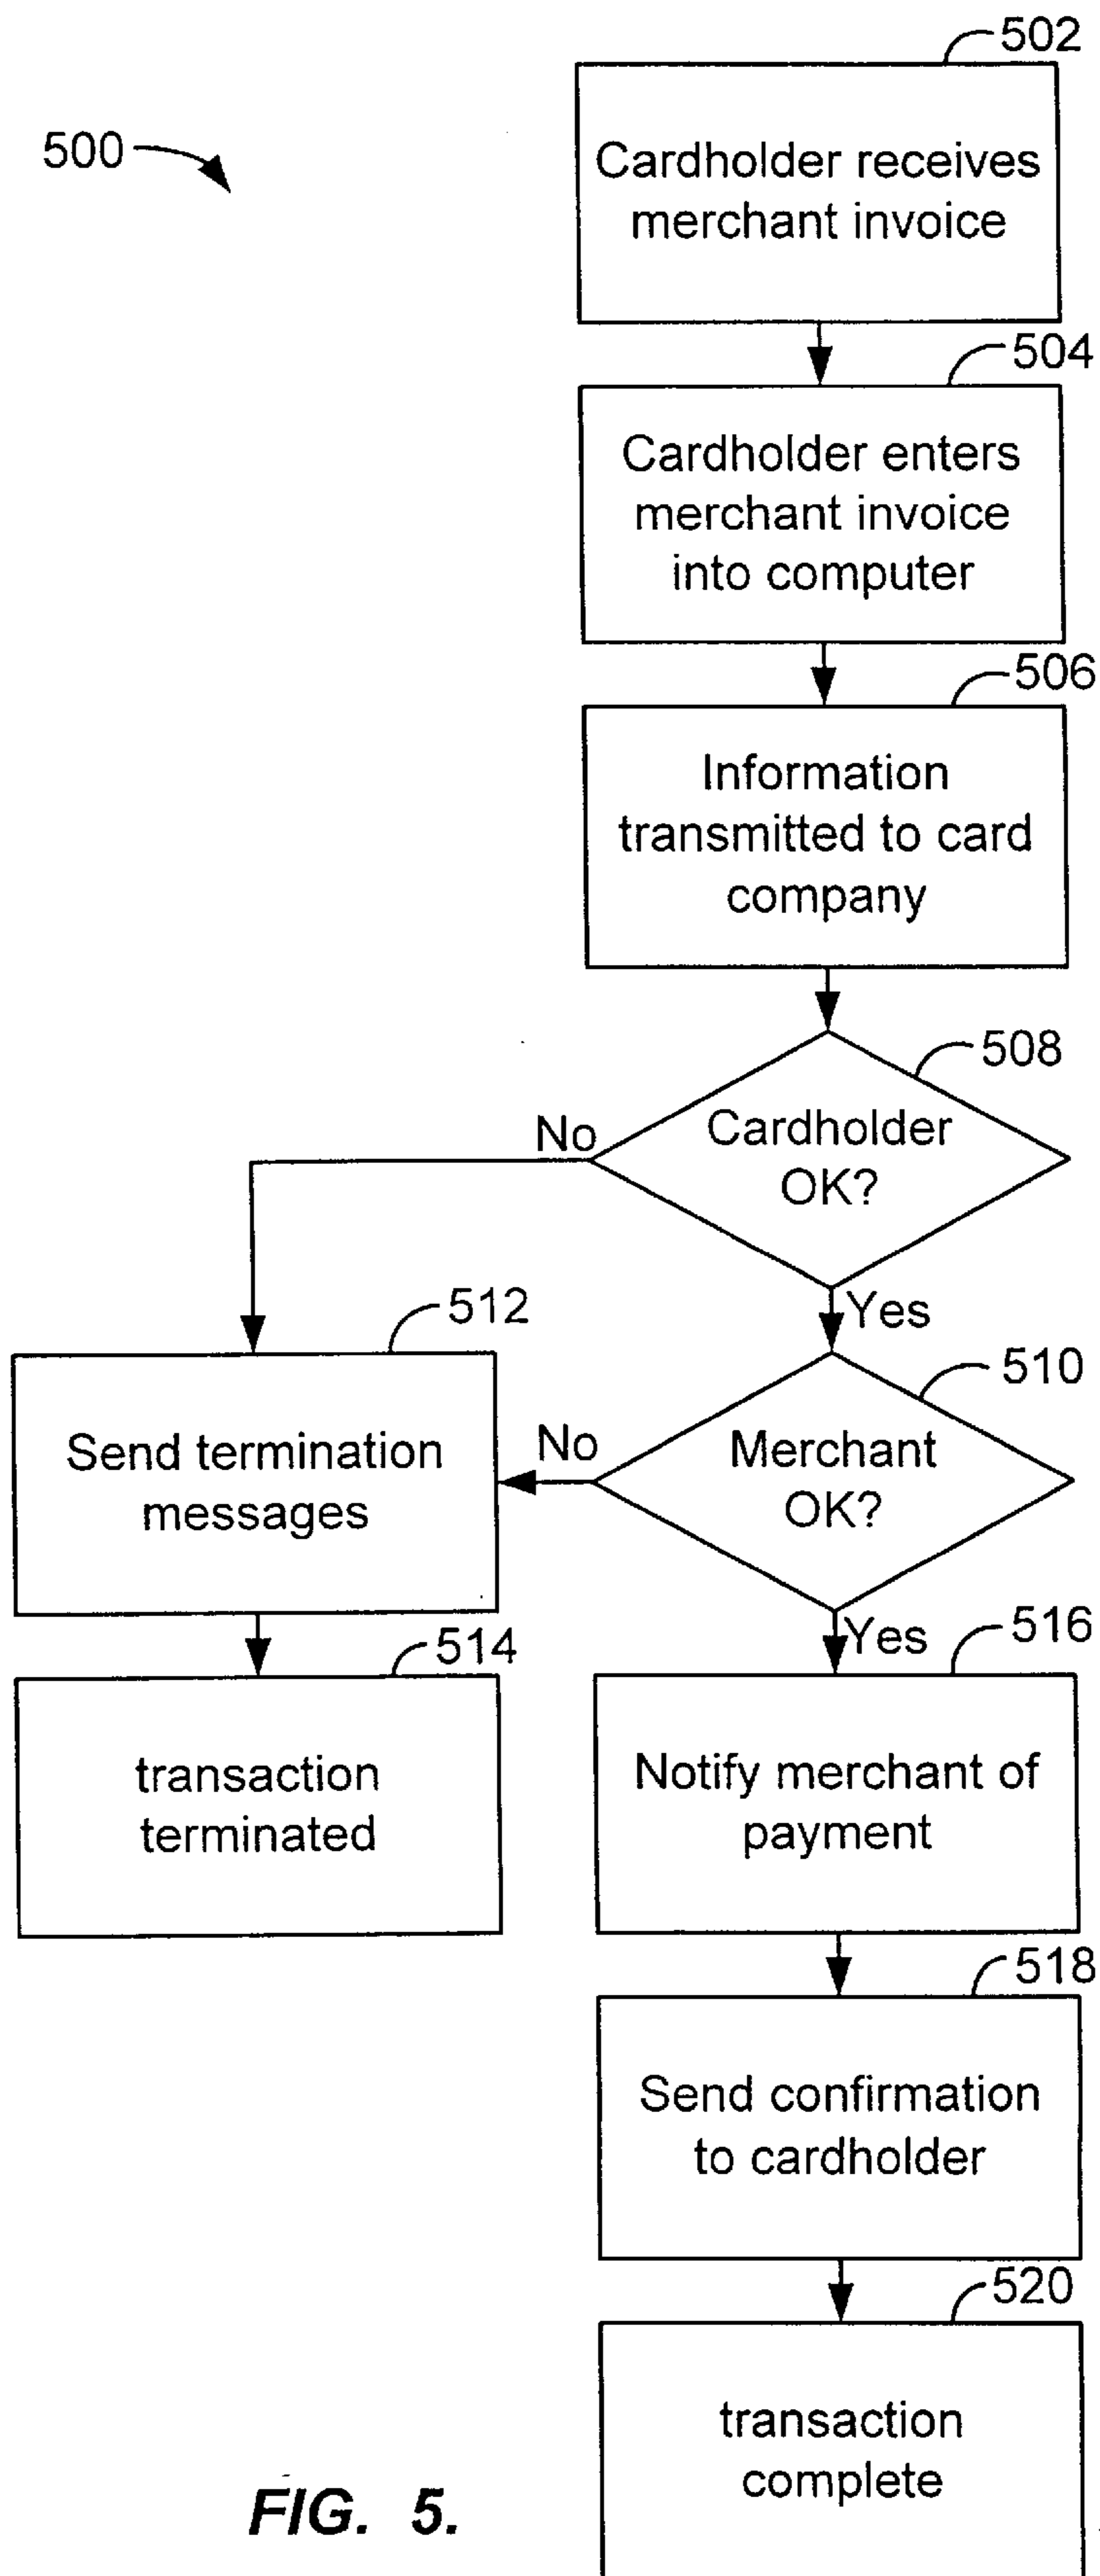 502
500
Cardholder receives
merchant invoice
504
Cardholder enters
merchant invoice
into computer
506
Information
transmitted to card
company
508
No
Cardholder
OK?
Yes
512
510
Send termination
messages
No
Merchant
OK?
Yes
514
516
transaction
terminated
Notify merchant of
payment
518
Send confirmation
to cardholder
520
transaction
complete
FIG. 5.